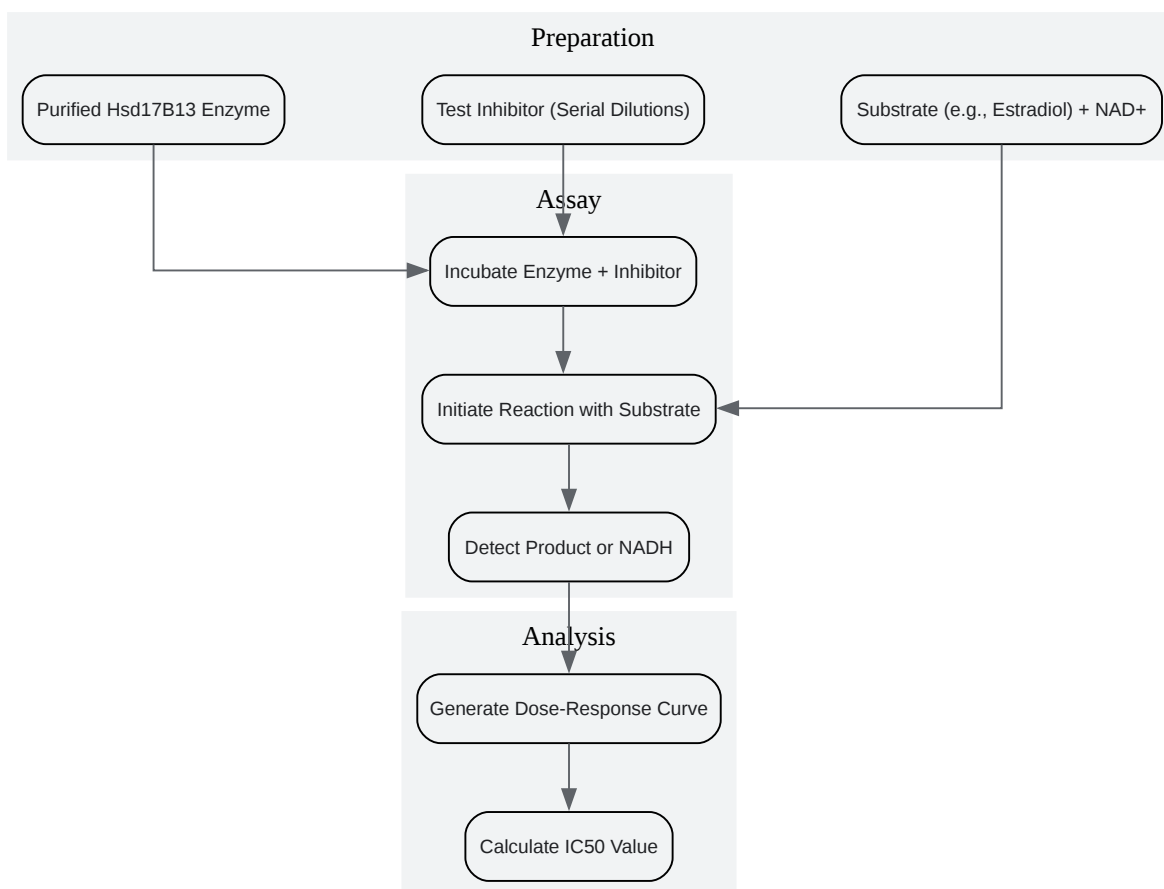 Preparation
Purified Hsd17B13 Enzyme
Test Inhibitor (Serial Dilutions)
Substrate (e.g., Estradiol) + NAD+
Assay
Incubate Enzyme + Inhibitor
Initiate Reaction with Substrate
Detect Product or NADH
Analysis
Generate Dose-Response Curve
Calculate IC50 Value